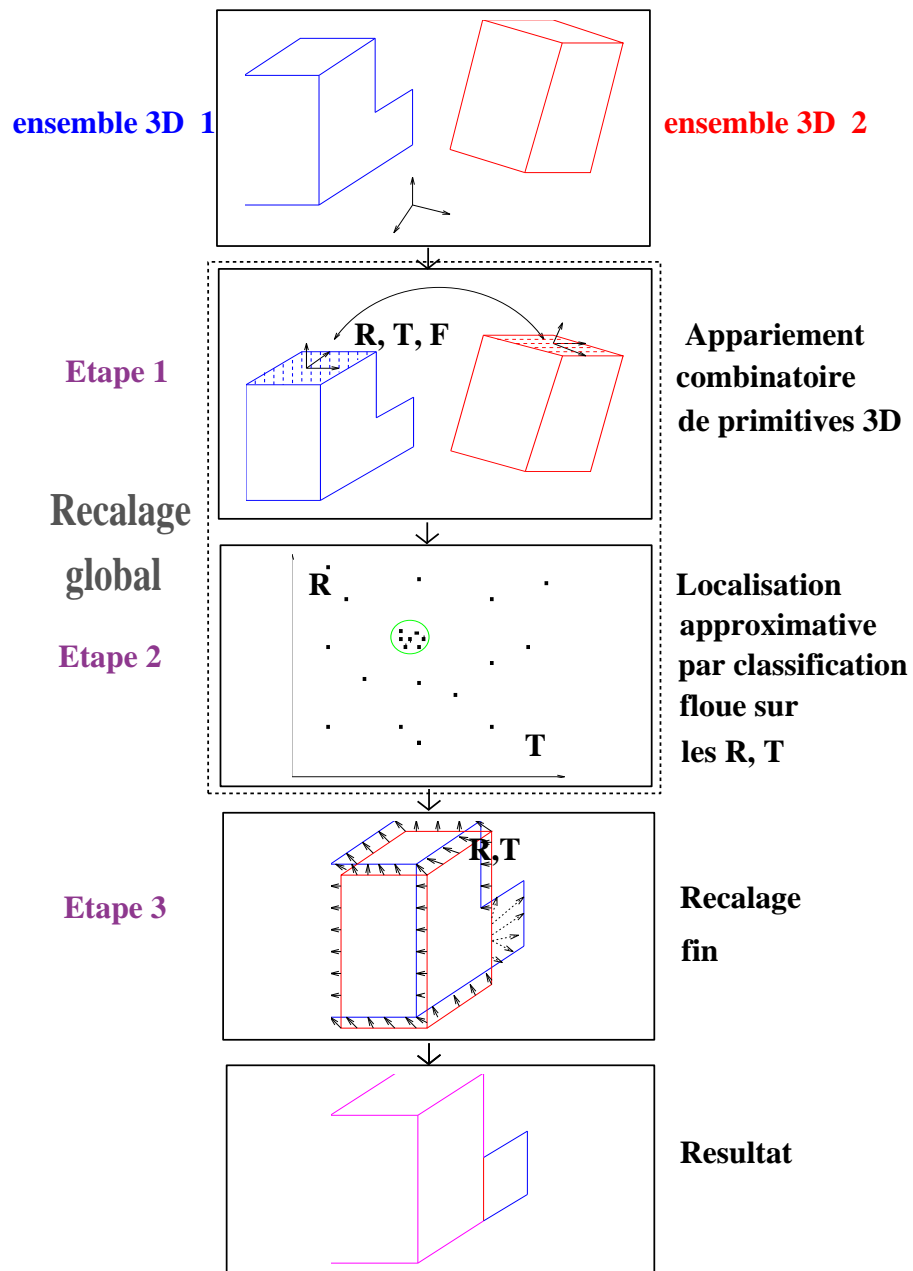 ensemble 3D 1
ensemble 3D 2
R, T, F
Etape 1
Appariement
combinatoire
de primitives 3D
Recalage
global
R
T
Etape 2
Localisation
approximative
par classification
floue sur
les R, T
R,T
Etape 3
Recalage
fin
Resultat